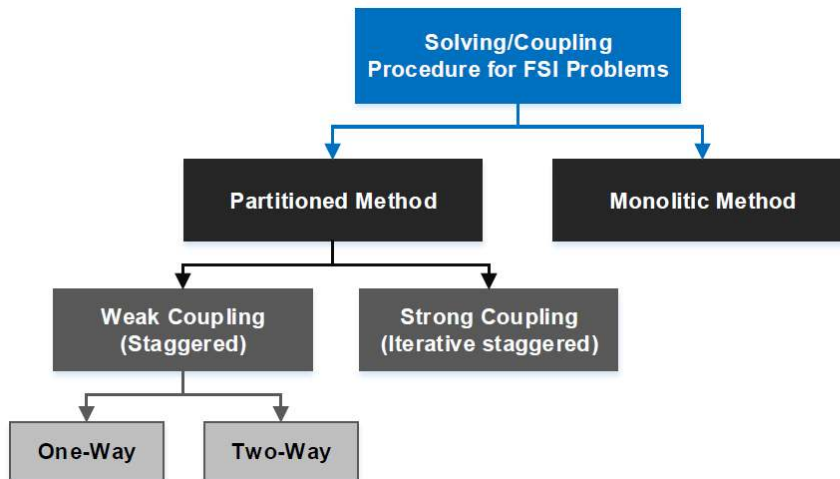 Solving/Coupling
Procedure for FSI Problems
Partitioned Method
Monolitic Method
Weak Coupling
(Staggered)
Strong Coupling
(Iterative staggered)
One-Way
Two-Way